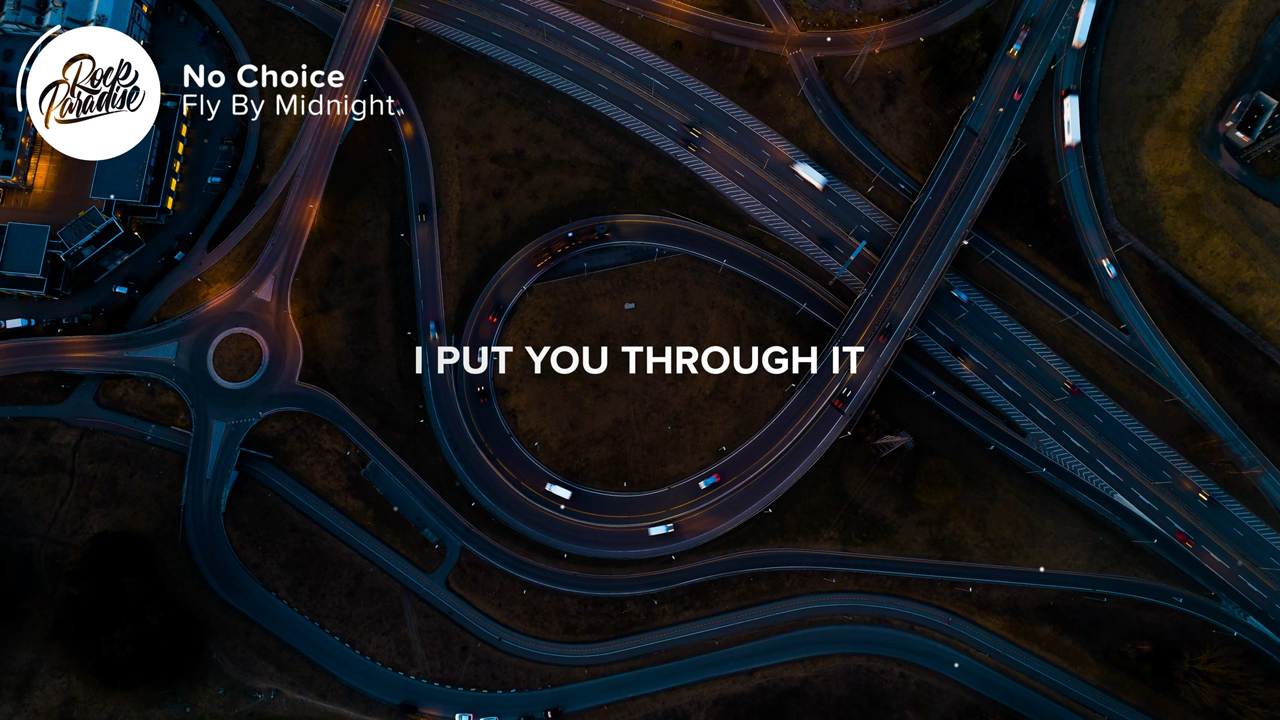 Rock
Paradise
No Choice
Fly By Midnight
I PUT YOU THROUGH IT